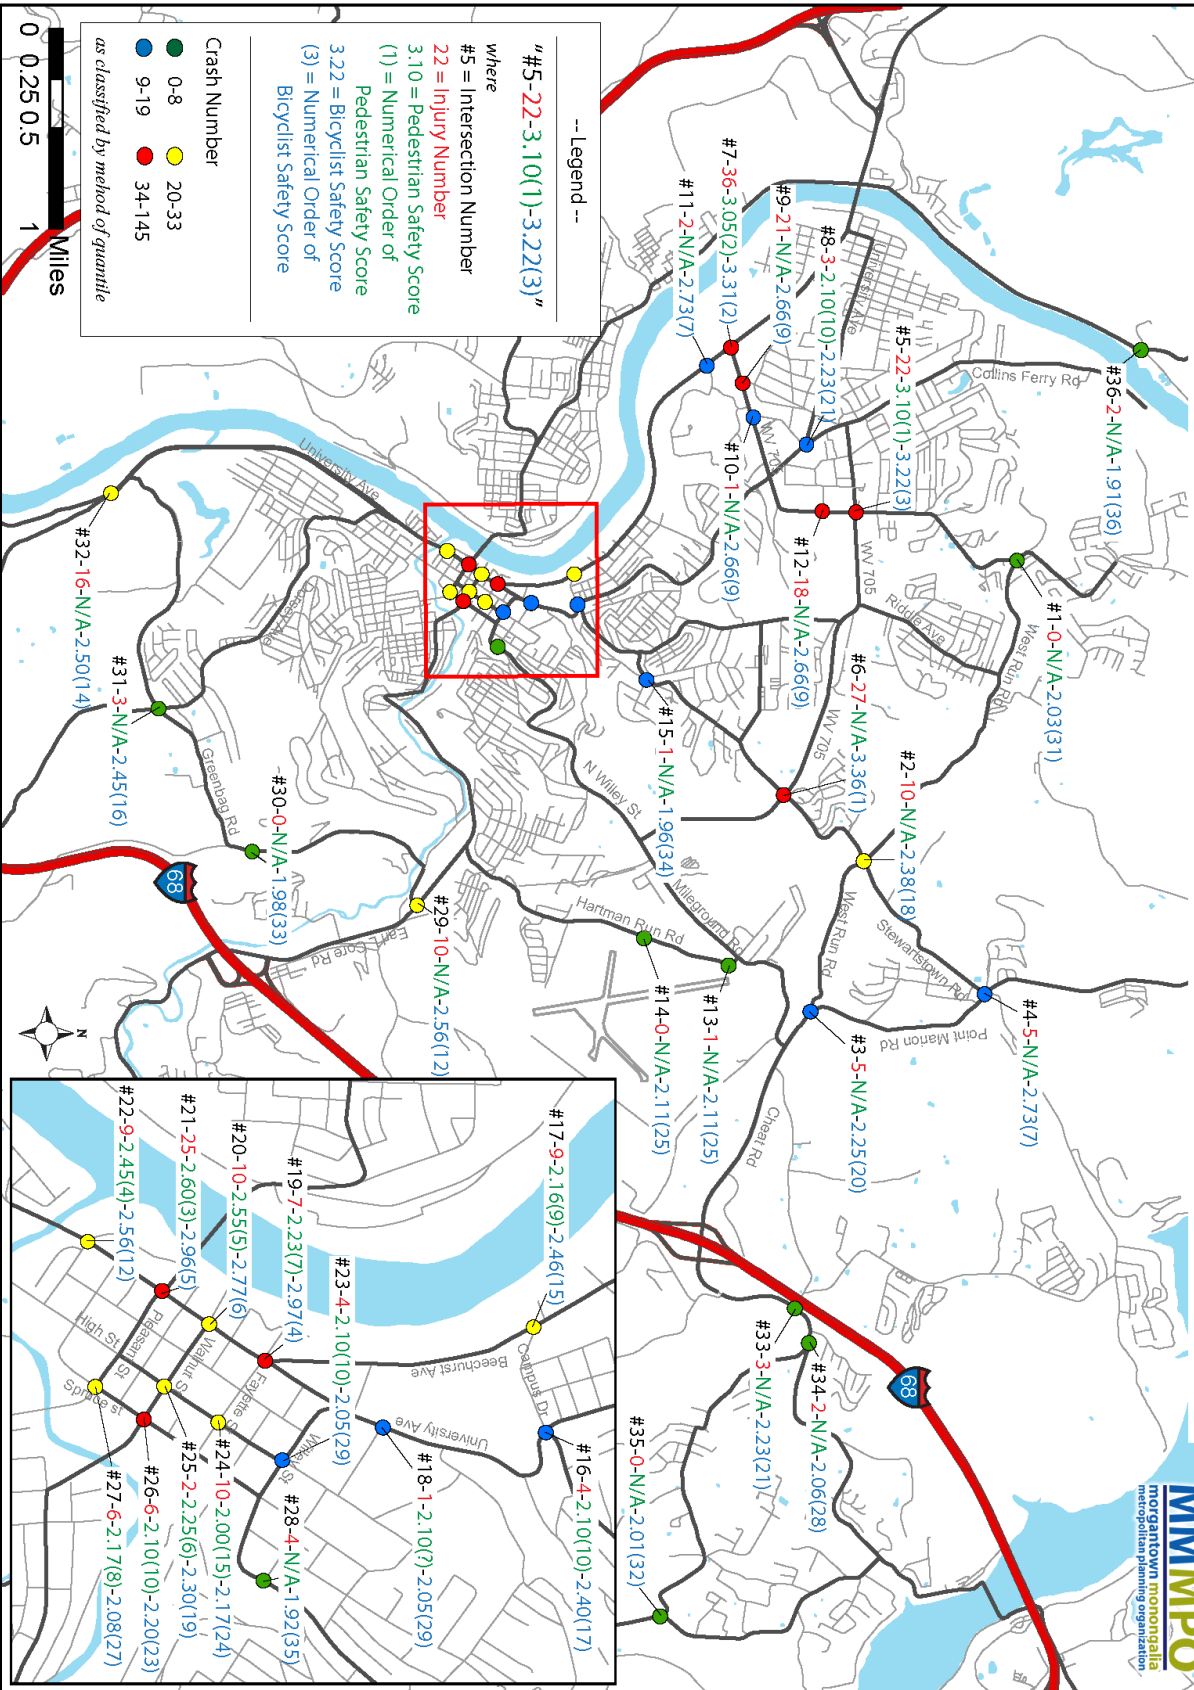 MMMPO
morgantown monongalia
metropolitan planning organization
-- Legend --
"#5-22-3.10(1)-3.22(3)"
where
#5 = Intersection Number
22 = Injury Number
3.10 = Pedestrian Safety Score
(1) = Numerical Order of
Pedestrian Safety Score
3.22 = Bicyclist Safety Score
(3) = Numerical Order of
Bicyclist Safety Score
Crash Number
0-8
20-33
9-19
34-145
as classified by mehod of quantile
0 0.25 0.5 1
Miles
#36-2-N/A-1.91(36)
#1-0-N/A-2.03(31)
#4-5-N/A-2.73(7)
#5-22-3.10(1)-3.22(3)
#8-3-2.10(10)-2.23(21)
#9-21-N/A-2.66(9)
#7-36-3.05(2)-3.31(2)
#11-2-N/A-2.73(7)
#10-1-N/A-2.66(9)
#12-18-N/A-2.66(9)
#6-27-N/A-3.36(1)
#2-10-N/A-2.38(18)
#3-5-N/A-2.25(20)
#15-1-N/A-1.96(34)
#13-1-N/A-2.11(25)
#14-0-N/A-2.11(25)
#34-2-N/A-2.06(28)
#33-3-N/A-2.23(21)
#35-0-N/A-2.01(32)
#29-10-N/A-2.56(12)
#30-0-N/A-1.98(33)
#31-3-N/A-2.45(16)
#32-16-N/A-2.50(14)
Collins Ferry Rd
University Ave
WV 705
WV 705
WV 705
Riddle Ave
West Run Rd
West Run Rd
Stewartstown Rd
Point Marion Rd
Cheat Rd
Mileground Rd
N Willey St
Hartman Run Rd
Earl L Core Rd
Greenbag Rd
Dorsey Ave
University Ave
68
68
N
#17-9-2.16(9)-2.46(15)
#16-4-2.10(10)-2.40(17)
#18-1-2.10(?)-2.05(29)
#23-4-2.10(10)-2.05(29)
#19-7-2.23(7)-2.97(4)
#20-10-2.55(5)-2.77(6)
#21-25-2.60(3)-2.96(5)
#22-9-2.45(4)-2.56(12)
#28-4-N/A-1.92(35)
#24-10-2.00(15)-2.17(24)
#25-2-2.25(6)-2.30(19)
#26-6-2.10(10)-2.20(23)
#27-6-2.17(8)-2.08(27)
Campus Dr
Beechurst Ave
University Ave
Willey St
Fayette S
Walnut S
Pleasant St
High St
Spruce st